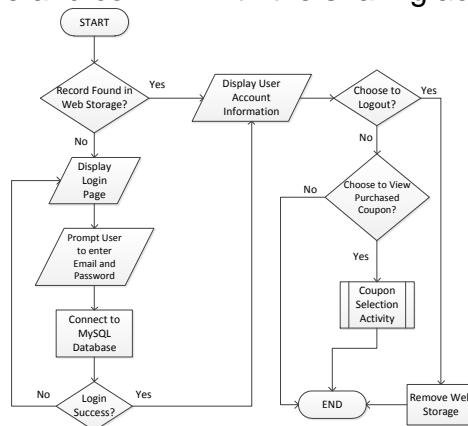 START
Record Found in
Web Storage?
Yes
No
Display User
Account
Information
Choose to
Logout?
Yes
No
Display
Login
Page
Choose to View
Purchased
Coupon?
No
Yes
Prompt User
to enter
Email and
Password
Connect to
MySQL
Database
Coupon
Selection
Activity
Login
Success?
No
Yes
END
Remove Web
Storage